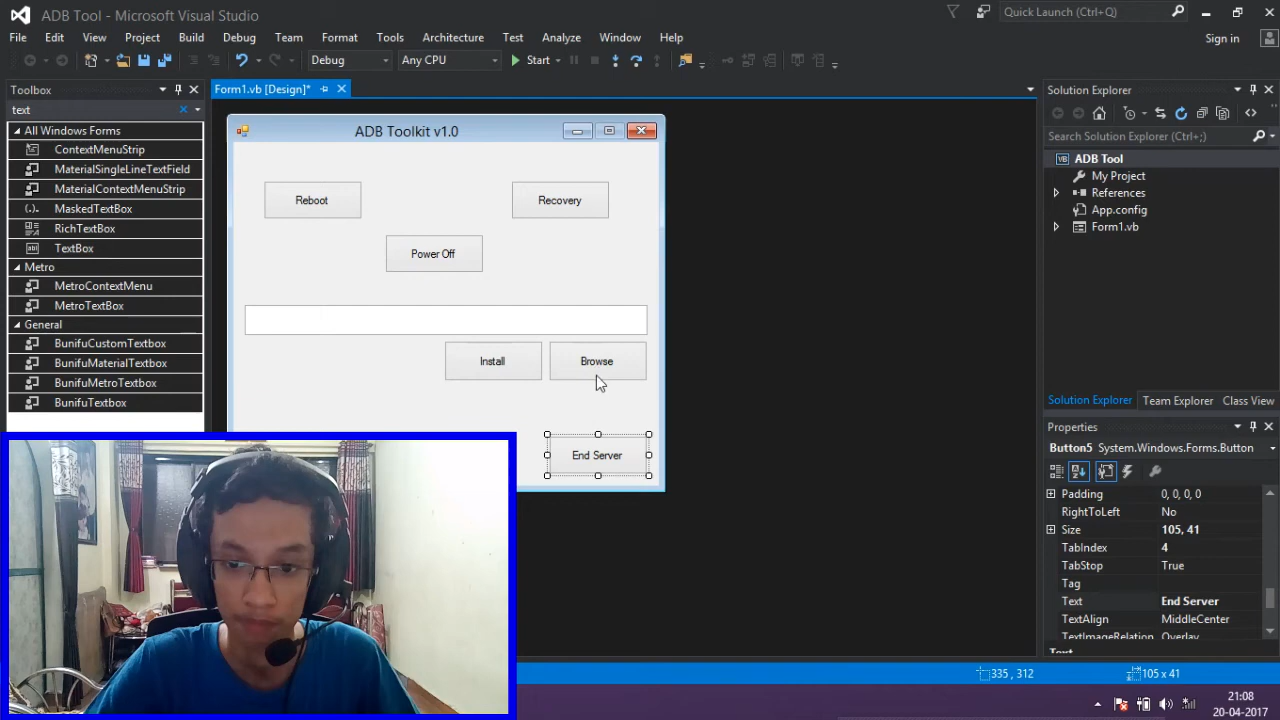 ADB Tool - Microsoft Visual Studio
Quick Launch (Ctrl+Q)
File Edit View Project Build Debug Team Format Tools Architecture Test Analyze Window Help
Sign in
Debug Any CPU Start
Toolbox
text
All Windows Forms
ContextMenuStrip
MaterialSingleLineTextField
MaterialContextMenuStrip
MaskedTextBox
RichTextBox
TextBox
Metro
MetroContextMenu
MetroTextBox
General
BunifuCustomTextbox
BunifuMaterialTextbox
BunifuMetroTextbox
BunifuTextbox
Form1.vb [Design]*
ADB Toolkit v1.0
Reboot
Recovery
Power Off
Install
Browse
End Server
Solution Explorer
Search Solution Explorer (Ctrl+;)
ADB Tool
My Project
References
App.config
Form1.vb
Solution Explorer Team Explorer Class View
Properties
Button5 System.Windows.Forms.Button
Padding 0, 0, 0, 0
RightToLeft No
Size 105, 41
TabIndex 4
TabStop True
Tag
Text End Server
TextAlign MiddleCenter
TextImageRelation Overlay
Text
335 , 312
105 x 41
21:08
20-04-2017